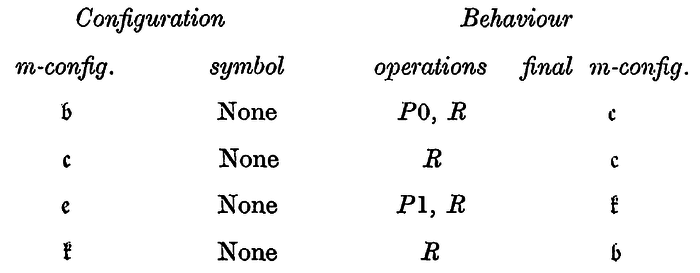 Configuration Behaviour
m-config. symbol operations final m-config.
𝔟 None P0, R 𝔠
𝔠 None R 𝔠
𝔢 None P1, R 𝔨
𝔨 None R 𝔟